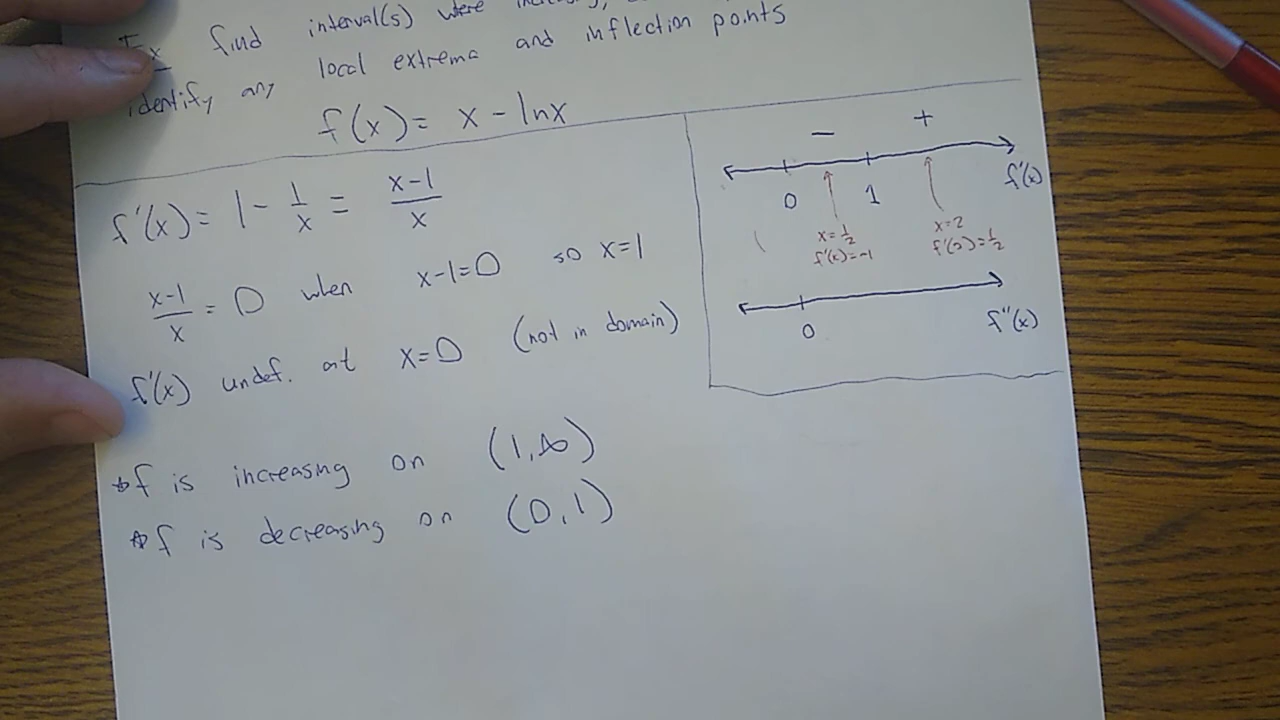 Ex find interval(s) where
identify any local extrema and inflection points
f(x) = x - lnx
f'(x) = 1 - 1/x = (x-1)/x
(x-1)/x = 0 when x-1=0 so x=1
f'(x) undef. at x=0 (not in domain)
*f is increasing on (1,∞)
*f is decreasing on (0,1)
- +
0 1 f'(x)
x=1/2 f'(x)=-1
x=2 f'(2)=1/2
0 f''(x)